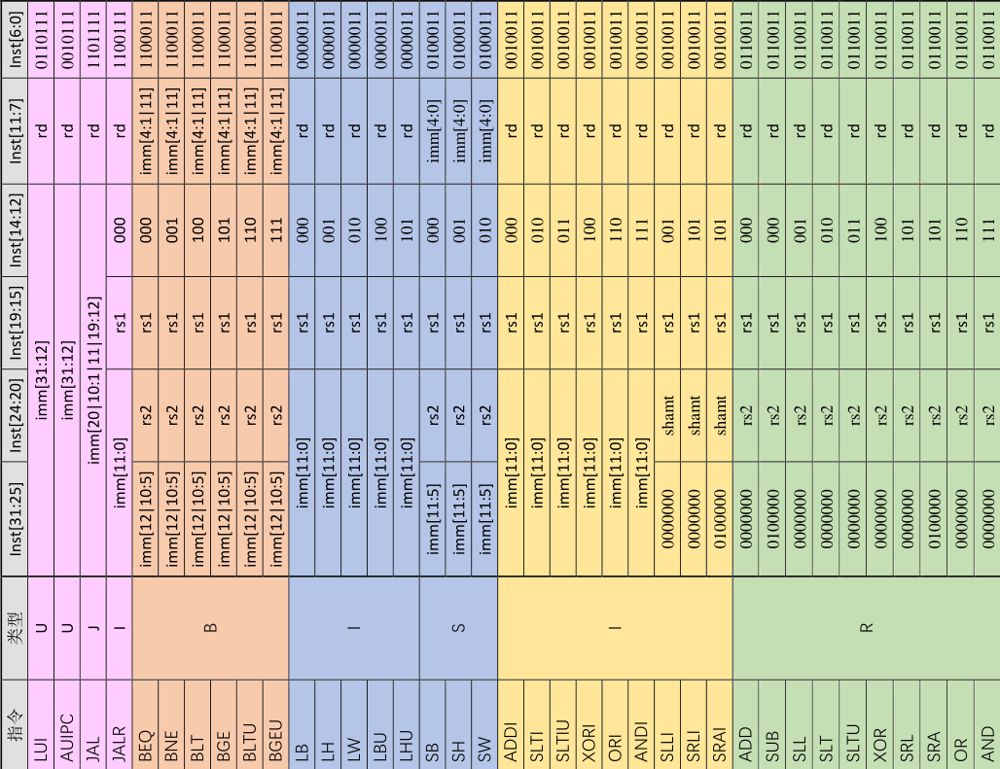 指令 类型 Inst[31:25] Inst[24:20] Inst[19:15] Inst[14:12] Inst[11:7] Inst[6:0]
LUI U imm[31:12] rd 0110111
AUIPC U imm[31:12] rd 0010111
JAL J imm[20|10:1|11|19:12] rd 1101111
JALR I imm[11:0] rs1 000 rd 1100111
BEQ B imm[12|10:5] rs2 rs1 000 imm[4:1|11] 1100011
BNE imm[12|10:5] rs2 rs1 001 imm[4:1|11] 1100011
BLT imm[12|10:5] rs2 rs1 100 imm[4:1|11] 1100011
BGE imm[12|10:5] rs2 rs1 101 imm[4:1|11] 1100011
BLTU imm[12|10:5] rs2 rs1 110 imm[4:1|11] 1100011
BGEU imm[12|10:5] rs2 rs1 111 imm[4:1|11] 1100011
LB I imm[11:0] rs1 000 rd 0000011
LH imm[11:0] rs1 001 rd 0000011
LW imm[11:0] rs1 010 rd 0000011
LBU imm[11:0] rs1 100 rd 0000011
LHU imm[11:0] rs1 101 rd 0000011
SB S imm[11:5] rs2 rs1 000 imm[4:0] 0100011
SH imm[11:5] rs2 rs1 001 imm[4:0] 0100011
SW imm[11:5] rs2 rs1 010 imm[4:0] 0100011
ADDI I imm[11:0] rs1 000 rd 0010011
SLTI imm[11:0] rs1 010 rd 0010011
SLTIU imm[11:0] rs1 011 rd 0010011
XORI imm[11:0] rs1 100 rd 0010011
ORI imm[11:0] rs1 110 rd 0010011
ANDI imm[11:0] rs1 111 rd 0010011
SLLI 0000000 shamt rs1 001 rd 0010011
SRLI 0000000 shamt rs1 101 rd 0010011
SRAI 0100000 shamt rs1 101 rd 0010011
ADD R 0000000 rs2 rs1 000 rd 0110011
SUB 0100000 rs2 rs1 000 rd 0110011
SLL 0000000 rs2 rs1 001 rd 0110011
SLT 0000000 rs2 rs1 010 rd 0110011
SLTU 0000000 rs2 rs1 011 rd 0110011
XOR 0000000 rs2 rs1 100 rd 0110011
SRL 0000000 rs2 rs1 101 rd 0110011
SRA 0100000 rs2 rs1 101 rd 0110011
OR 0000000 rs2 rs1 110 rd 0110011
AND 0000000 rs2 rs1 111 rd 0110011